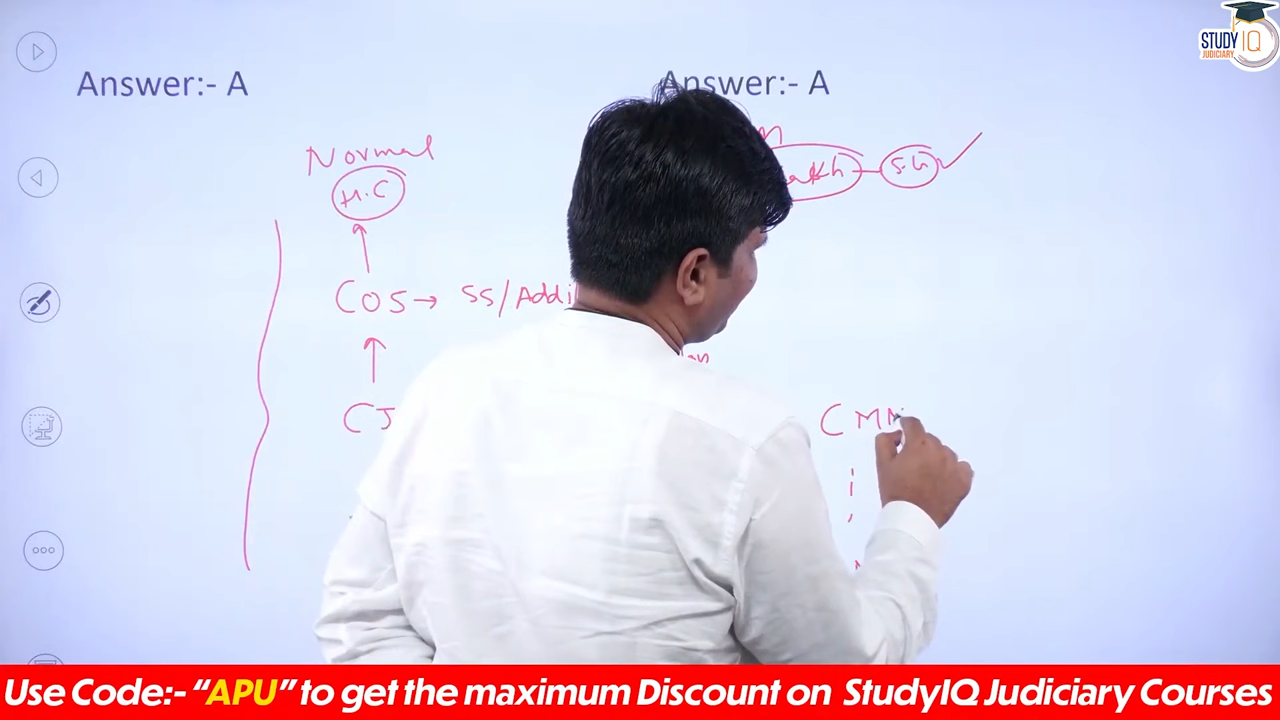 STUDY IQ
JUDICIARY
Answer:- A
Answer:- A
Normal
H.C
COS → SS/Addi
CJ
akh
S.G
CMM
Use Code:- “APU” to get the maximum Discount on StudyIQ Judiciary Courses